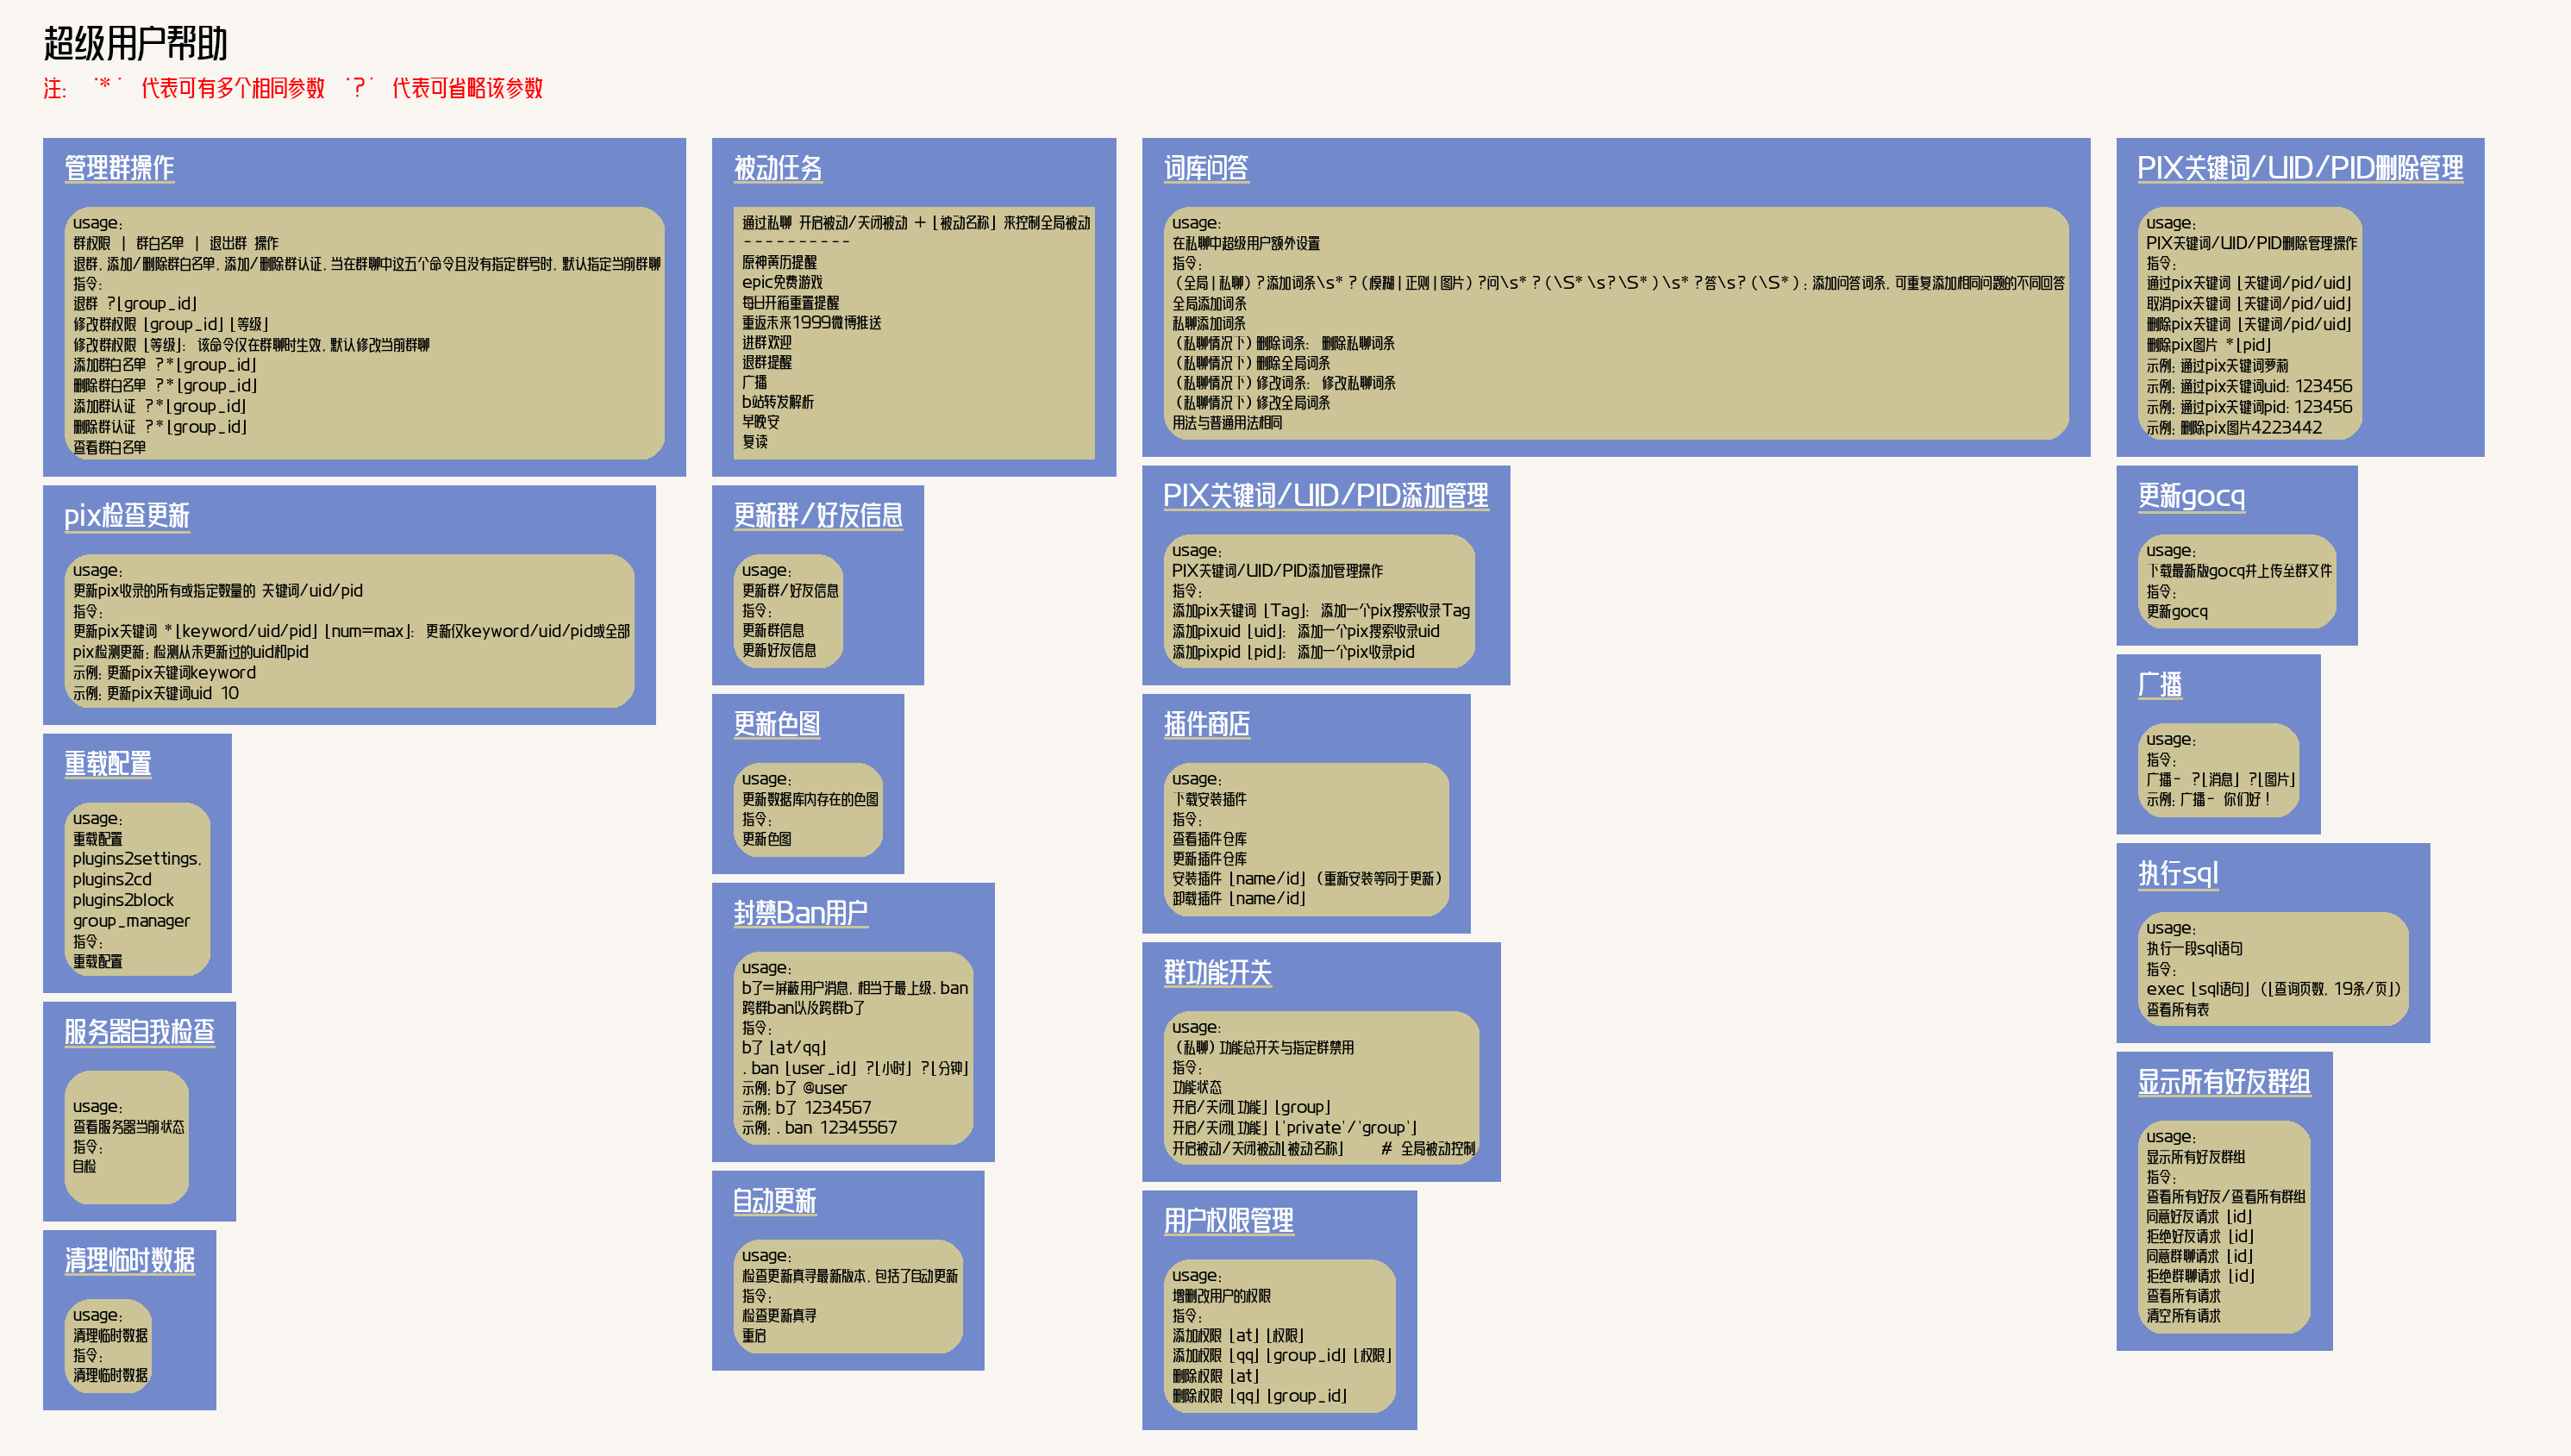 超级用户帮助
注: ‘*’ 代表可有多个相同参数 ‘?’ 代表可省略该参数
管理群操作
usage:
群权限 | 群白名单 | 退出群 操作
退群, 添加/删除群白名单, 添加/删除群认证, 当在群聊中这五个命令且没有指定群号时, 默认指定当前群聊
指令:
退群 ?[group_id]
修改群权限 [group_id] [等级]
修改群权限 [等级]: 该命令仅在群聊时生效, 默认修改当前群聊
添加群白名单 ?*[group_id]
删除群白名单 ?*[group_id]
添加群认证 ?*[group_id]
删除群认证 ?*[group_id]
查看群白名单
pix检查更新
usage:
更新pix收录的所有或指定数量的 关键词/uid/pid
指令:
更新pix关键词 *[keyword/uid/pid] [num=max]: 更新仅keyword/uid/pid或全部
pix检测更新: 检测从未更新过的uid和pid
示例: 更新pix关键词keyword
示例: 更新pix关键词uid 10
重载配置
usage:
重载配置
plugins2settings,
plugins2cd
plugins2block
group_manager
指令:
重载配置
服务器自我检查
usage:
查看服务器当前状态
指令:
自检
清理临时数据
usage:
清理临时数据
指令:
清理临时数据
被动任务
通过私聊 开启被动/关闭被动 + [被动名称] 来控制全局被动
----------
原神黄历提醒
epic免费游戏
每日开箱重置提醒
重返未来1999微博推送
进群欢迎
退群提醒
广播
b站转发解析
早晚安
复读
更新群/好友信息
usage:
更新群/好友信息
指令:
更新群信息
更新好友信息
更新色图
usage:
更新数据库内存在的色图
指令:
更新色图
封禁Ban用户
usage:
b了=屏蔽用户消息, 相当于最上级.ban
跨群ban以及跨群b了
指令:
b了 [at/qq]
.ban [user_id] ?[小时] ?[分钟]
示例: b了 @user
示例: b了 1234567
示例: .ban 12345567
自动更新
usage:
检查更新真寻最新版本, 包括了自动更新
指令:
检查更新真寻
重启
词库问答
usage:
在私聊中超级用户额外设置
指令:
(全局|私聊)?添加词条\s*?(模糊|正则|图片)?问\s*?(\S*\s?\S*)\s*?答\s?(\S*): 添加问答词条, 可重复添加相同问题的不同回答
全局添加词条
私聊添加词条
(私聊情况下)删除词条: 删除私聊词条
(私聊情况下)删除全局词条
(私聊情况下)修改词条: 修改私聊词条
(私聊情况下)修改全局词条
用法与普通用法相同
PIX关键词/UID/PID添加管理
usage:
PIX关键词/UID/PID添加管理操作
指令:
添加pix关键词 [Tag]: 添加一个pix搜索收录Tag
添加pixuid [uid]: 添加一个pix搜索收录uid
添加pixpid [pid]: 添加一个pix收录pid
插件商店
usage:
下载安装插件
指令:
查看插件仓库
更新插件仓库
安装插件 [name/id] (重新安装等同于更新)
卸载插件 [name/id]
群功能开关
usage:
(私聊)功能总开关与指定群禁用
指令:
功能状态
开启/关闭[功能] [group]
开启/关闭[功能] ['private'/'group']
开启被动/关闭被动[被动名称] # 全局被动控制
用户权限管理
usage:
增删改用户的权限
指令:
添加权限 [at] [权限]
添加权限 [qq] [group_id] [权限]
删除权限 [at]
删除权限 [qq] [group_id]
PIX关键词/UID/PID删除管理
usage:
PIX关键词/UID/PID删除管理操作
指令:
通过pix关键词 [关键词/pid/uid]
取消pix关键词 [关键词/pid/uid]
删除pix关键词 [关键词/pid/uid]
删除pix图片 *[pid]
示例: 通过pix关键词萝莉
示例: 通过pix关键词uid: 123456
示例: 通过pix关键词pid: 123456
示例: 删除pix图片4223442
更新gocq
usage:
下载最新版gocq并上传至群文件
指令:
更新gocq
广播
usage:
指令:
广播- ?[消息] ?[图片]
示例: 广播- 你们好!
执行sql
usage:
执行一段sql语句
指令:
exec [sql语句] ([查询页数, 19条/页])
查看所有表
显示所有好友群组
usage:
显示所有好友群组
指令:
查看所有好友/查看所有群组
同意好友请求 [id]
拒绝好友请求 [id]
同意群聊请求 [id]
拒绝群聊请求 [id]
查看所有请求
清空所有请求